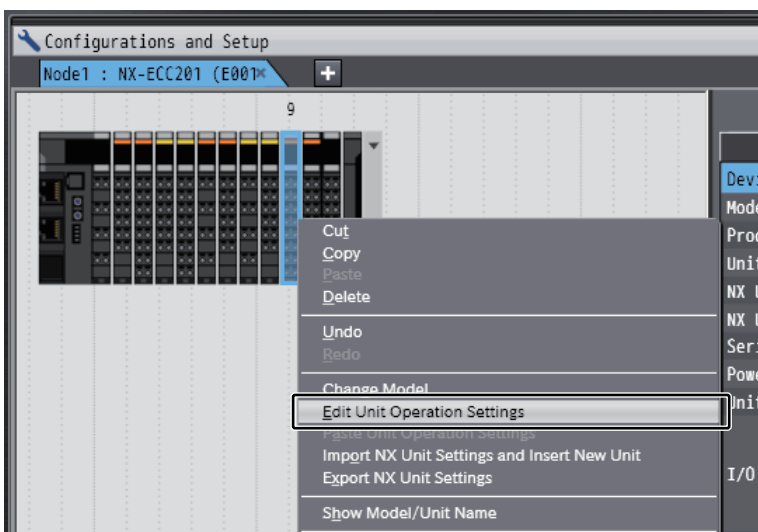 Configurations and Setup
Node1 : NX-ECC201 (E001
9
Cut
Copy
Paste
Delete
Undo
Redo
Change Model
Edit Unit Operation Settings
Paste Unit Operation Settings
Import NX Unit Settings and Insert New Unit
Export NX Unit Settings
Show Model/Unit Name
Devi
Mode
Prod
Unit
NX U
NX U
Seri
Powe
Unit
I/O